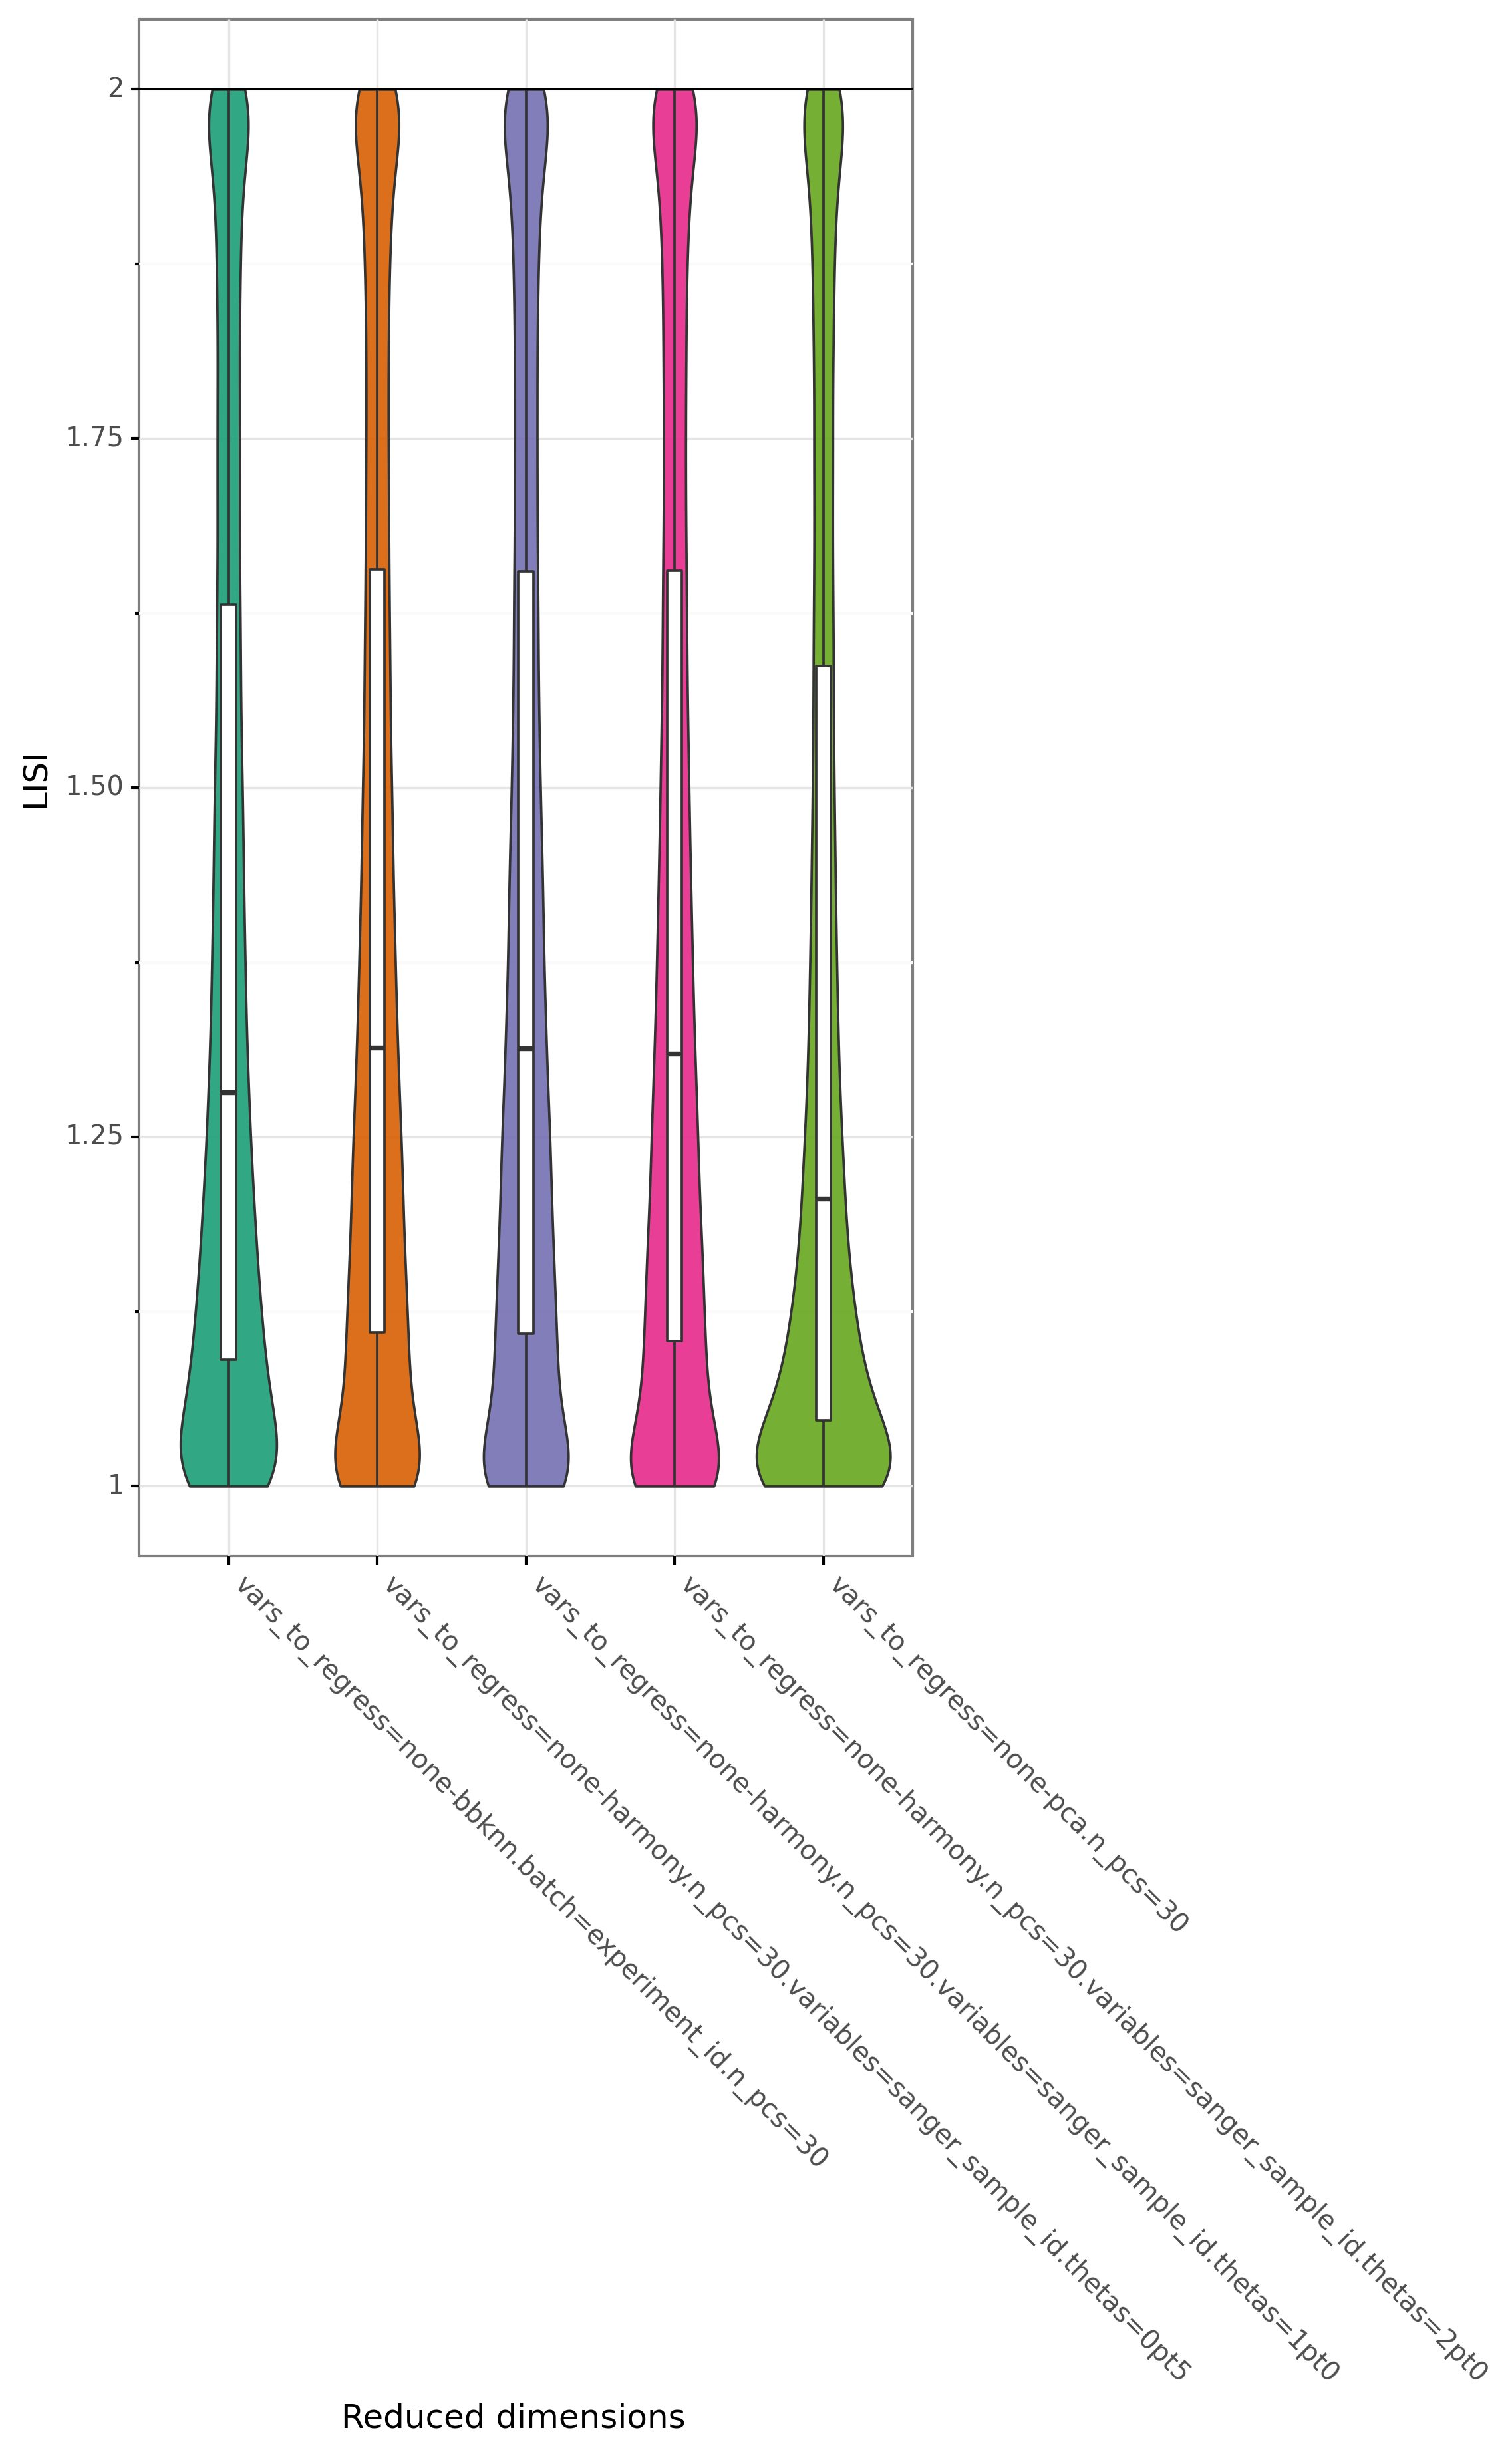 2
1.75
1.50
1.25
1
LISI
vars_to_regress=none-bbknn.batch=experiment_id.n_pcs=30
vars_to_regress=none-harmony.n_pcs=30.variables=sanger_sample_id.thetas=0pt5
vars_to_regress=none-harmony.n_pcs=30.variables=sanger_sample_id.thetas=1pt0
vars_to_regress=none-harmony.n_pcs=30.variables=sanger_sample_id.thetas=2pt0
vars_to_regress=none-pca.n_pcs=30
Reduced dimensions